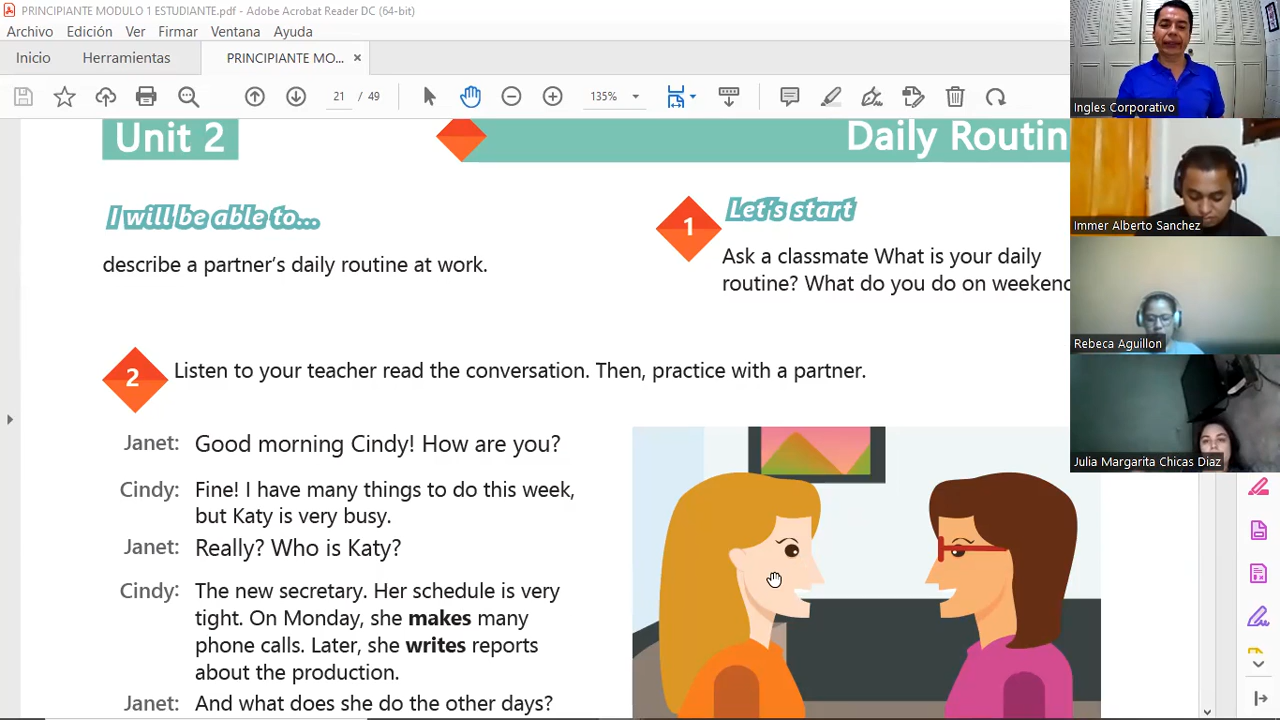 PRINCIPIANTE MODULO 1 ESTUDIANTE.pdf - Adobe Acrobat Reader DC (64-bit)
Archivo Edición Ver Firmar Ventana Ayuda
Inicio Herramientas PRINCIPIANTE MO... ×
21 / 49 135%
Unit 2
Daily Routin
I will be able to...
describe a partner's daily routine at work.
1
Let's start
Ask a classmate What is your daily
routine? What do you do on weekend
2
Listen to your teacher read the conversation. Then, practice with a partner.
Janet: Good morning Cindy! How are you?
Cindy: Fine! I have many things to do this week,
but Katy is very busy.
Janet: Really? Who is Katy?
Cindy: The new secretary. Her schedule is very
tight. On Monday, she makes many
phone calls. Later, she writes reports
about the production.
Janet: And what does she do the other days?
Ingles Corporativo
Immer Alberto Sanchez
Rebeca Aguillon
Julia Margarita Chicas Diaz